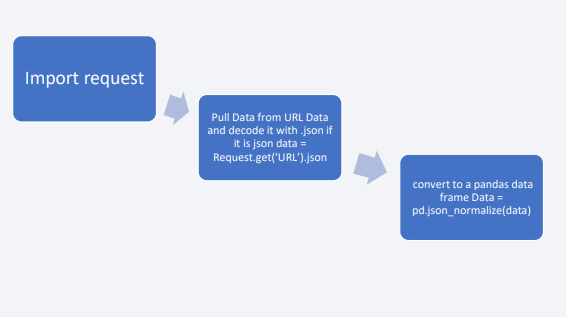 Import request
Pull Data from URL Data
and decode it with .json if
it is json data =
Request.get(‘URL’).json
convert to a pandas data
frame Data =
pd.json_normalize(data)